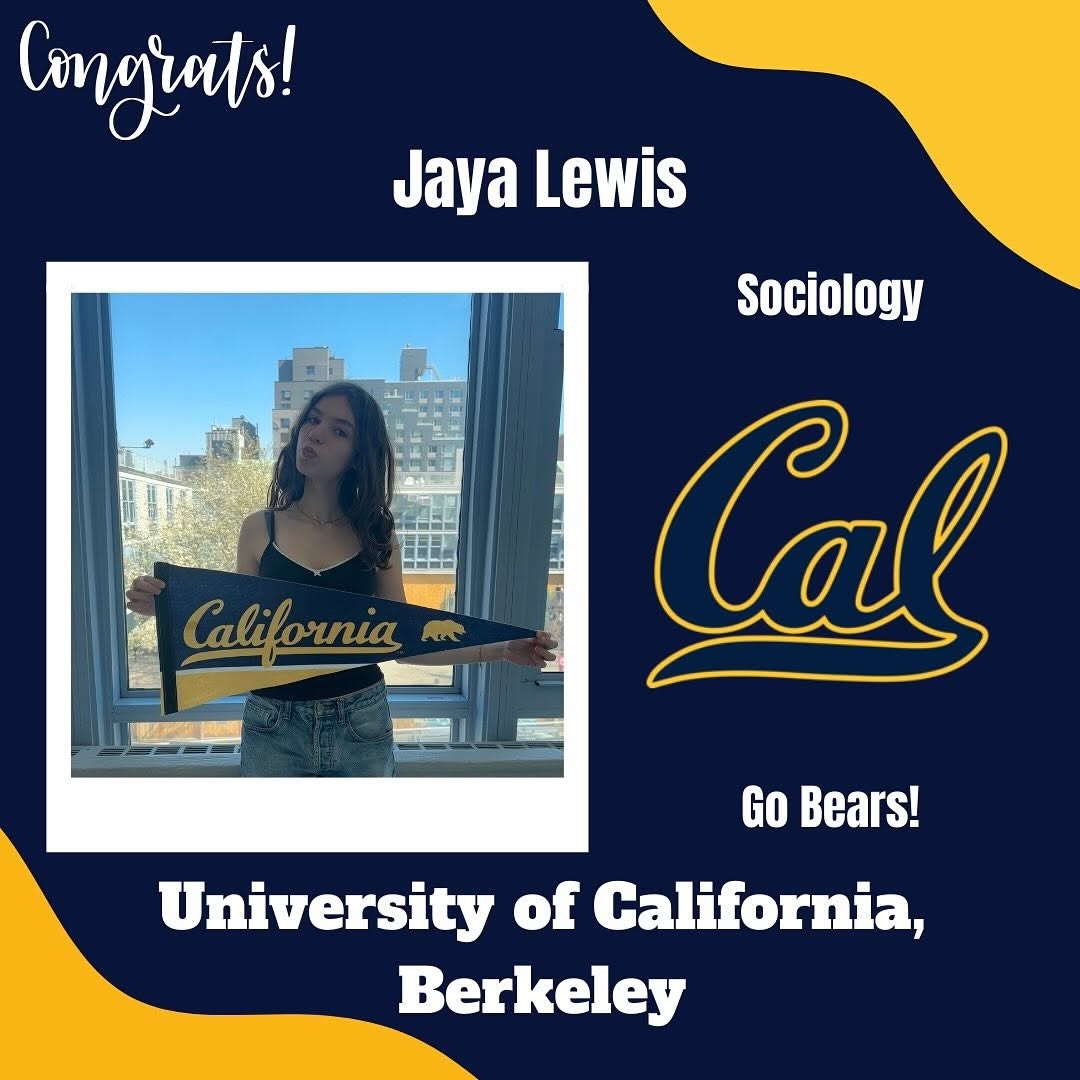 Congrats!
Jaya Lewis
Sociology
California
Cal
Go Bears!
University of California,
Berkeley